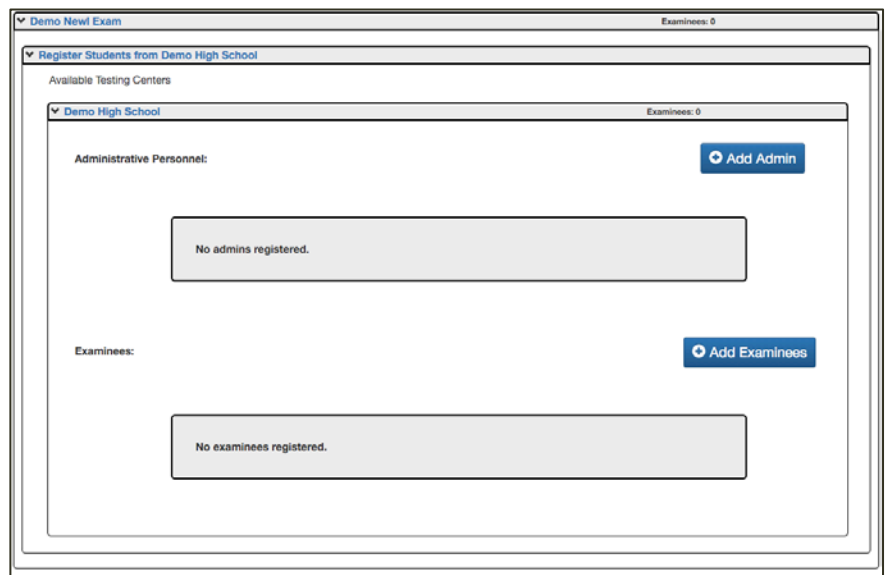 Demo Newl Exam Examinees: 0
Register Students from Demo High School
Available Testing Centers
Demo High School Examinees: 0
Administrative Personnel: Add Admin
No admins registered.
Examinees: Add Examinees
No examinees registered.